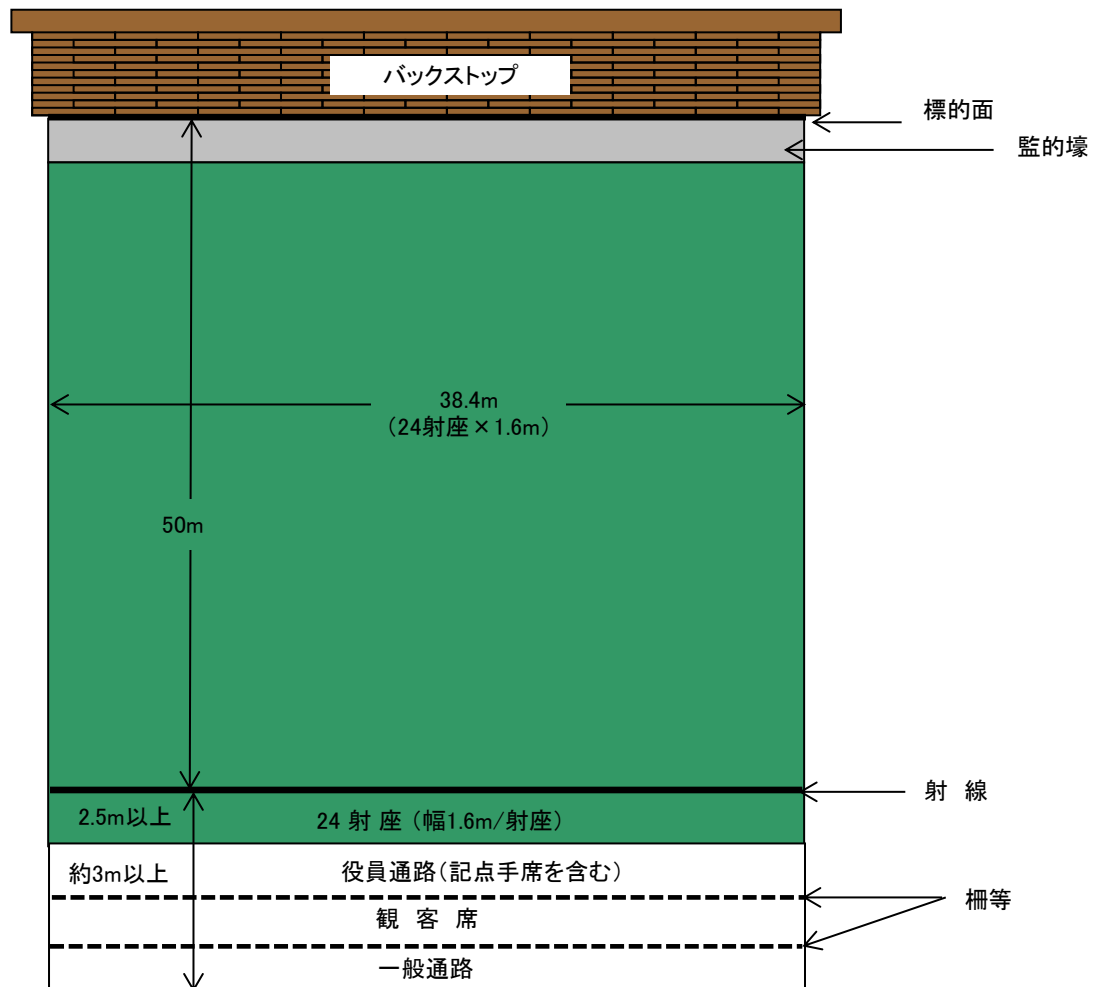 バックストップ
標的面
監的壕
38.4m
（24射座×1.6m）
50m
射 線
2.5m以上
24 射 座 （幅1.6m/射座）
約3m以上
役員通路（記点手席を含む）
柵等
観 客 席
一般通路